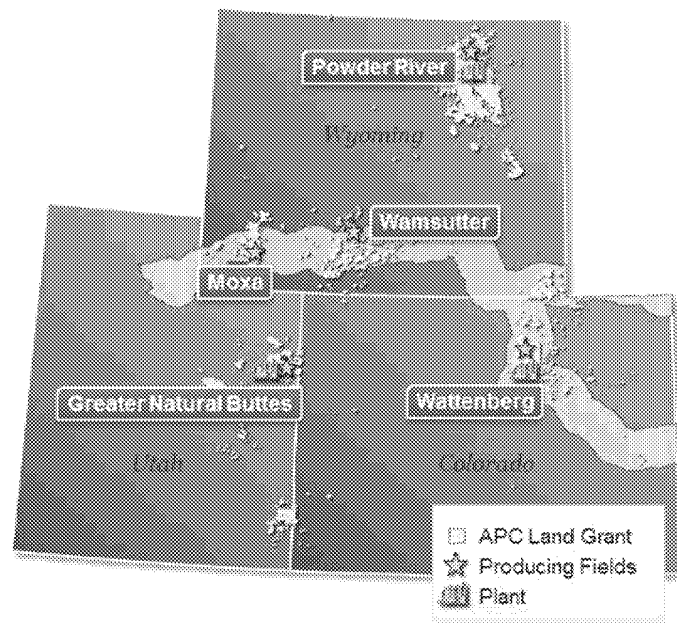 Powder River
Wyoming
Wamsutter
Moxa
Greater Natural Buttes
Wattenberg
Utah
Colorado
APC Land Grant
Producing Fields
Plant